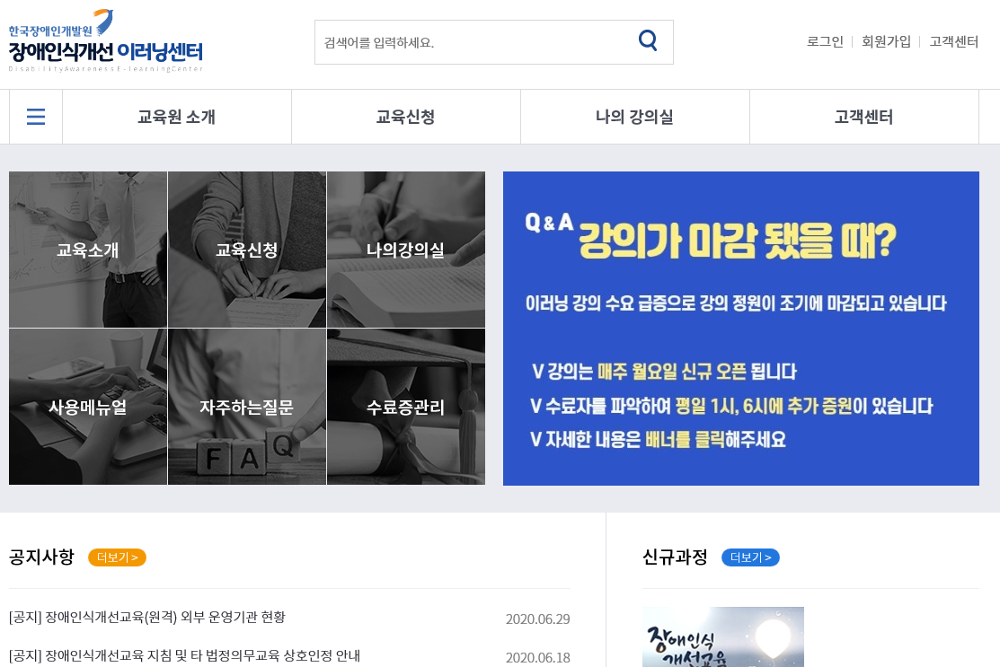 한국장애인개발원
장애인식개선 이러닝센터
Disability Awareness E-learning Center
검색어를 입력하세요.
로그인 회원가입 고객센터
교육원 소개 교육신청 나의 강의실 고객센터
교육소개 교육신청 나의강의실
사용메뉴얼 자주하는질문 수료증관리
FAQ
Q&A 강의가 마감 됐을 때?
이러닝 강의 수요 급증으로 강의 정원이 조기에 마감되고 있습니다
V 강의는 매주 월요일 신규 오픈 됩니다
V 수료자를 파악하여 평일 1시, 6시에 추가 증원이 있습니다
V 자세한 내용은 배너를 클릭해주세요
공지사항 더보기 >
[공지] 장애인식개선교육(원격) 외부 운영기관 현황 2020.06.29
[공지] 장애인식개선교육 지침 및 타 법정의무교육 상호인정 안내 2020.06.18
신규과정 더보기 >
장애인식
개선교육